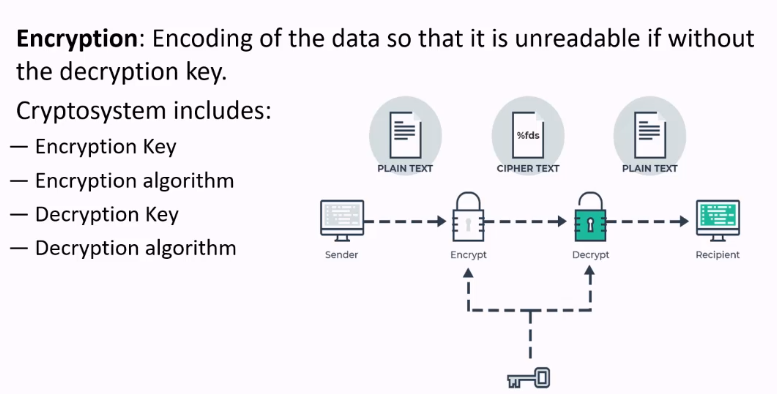 Encryption: Encoding of the data so that it is unreadable if without
the decryption key.
Cryptosystem includes:
— Encryption Key
— Encryption algorithm
— Decryption Key
— Decryption algorithm
%fds
PLAIN TEXT
CIPHER TEXT
PLAIN TEXT
Sender
Encrypt
Decrypt
Recipient